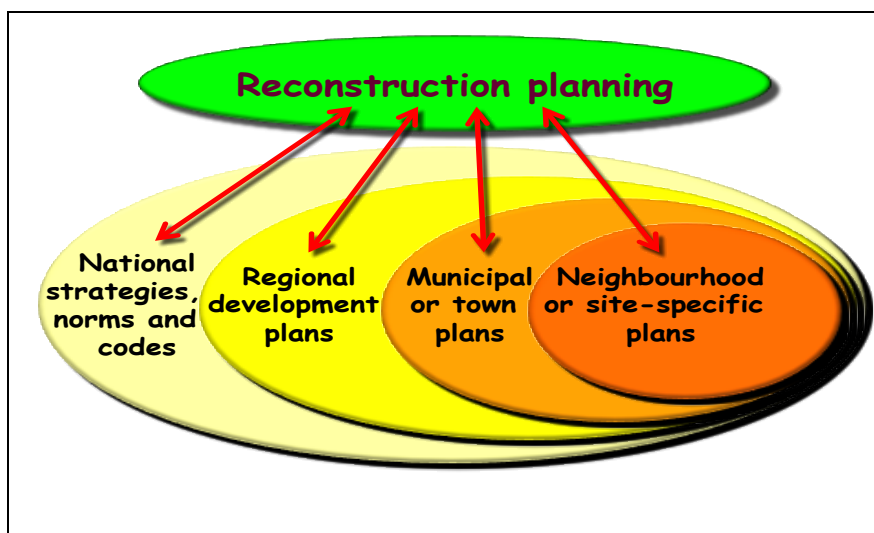 Reconstruction planning
National
strategies,
norms and
codes
Regional
development
plans
Municipal
or town
plans
Neighbourhood
or site-specific
plans